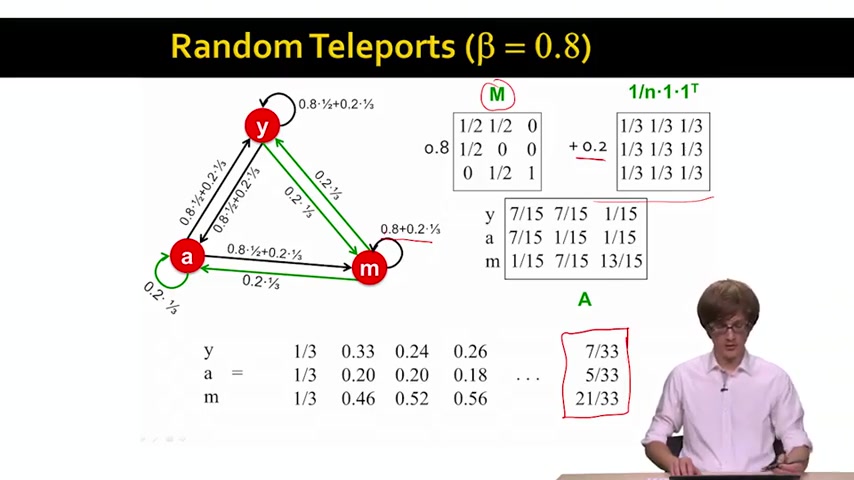 Random Teleports (β = 0.8)
M
1/n·1·1ᵀ
0.8·½+0.2·⅓
y
0.8
1/2 1/2 0
1/2 0 0
0 1/2 1
+ 0.2
1/3 1/3 1/3
1/3 1/3 1/3
1/3 1/3 1/3
0.8·½+0.2·⅓
0.8·½+0.2·⅓
0.2·⅓
0.2·⅓
y 7/15 7/15 1/15
a 7/15 1/15 1/15
m 1/15 7/15 13/15
A
0.8+0.2·⅓
a
0.8·½+0.2·⅓
m
0.2·⅓
0.2·⅓
y 1/3 0.33 0.24 0.26 7/33
a = 1/3 0.20 0.20 0.18 ... 5/33
m 1/3 0.46 0.52 0.56 21/33